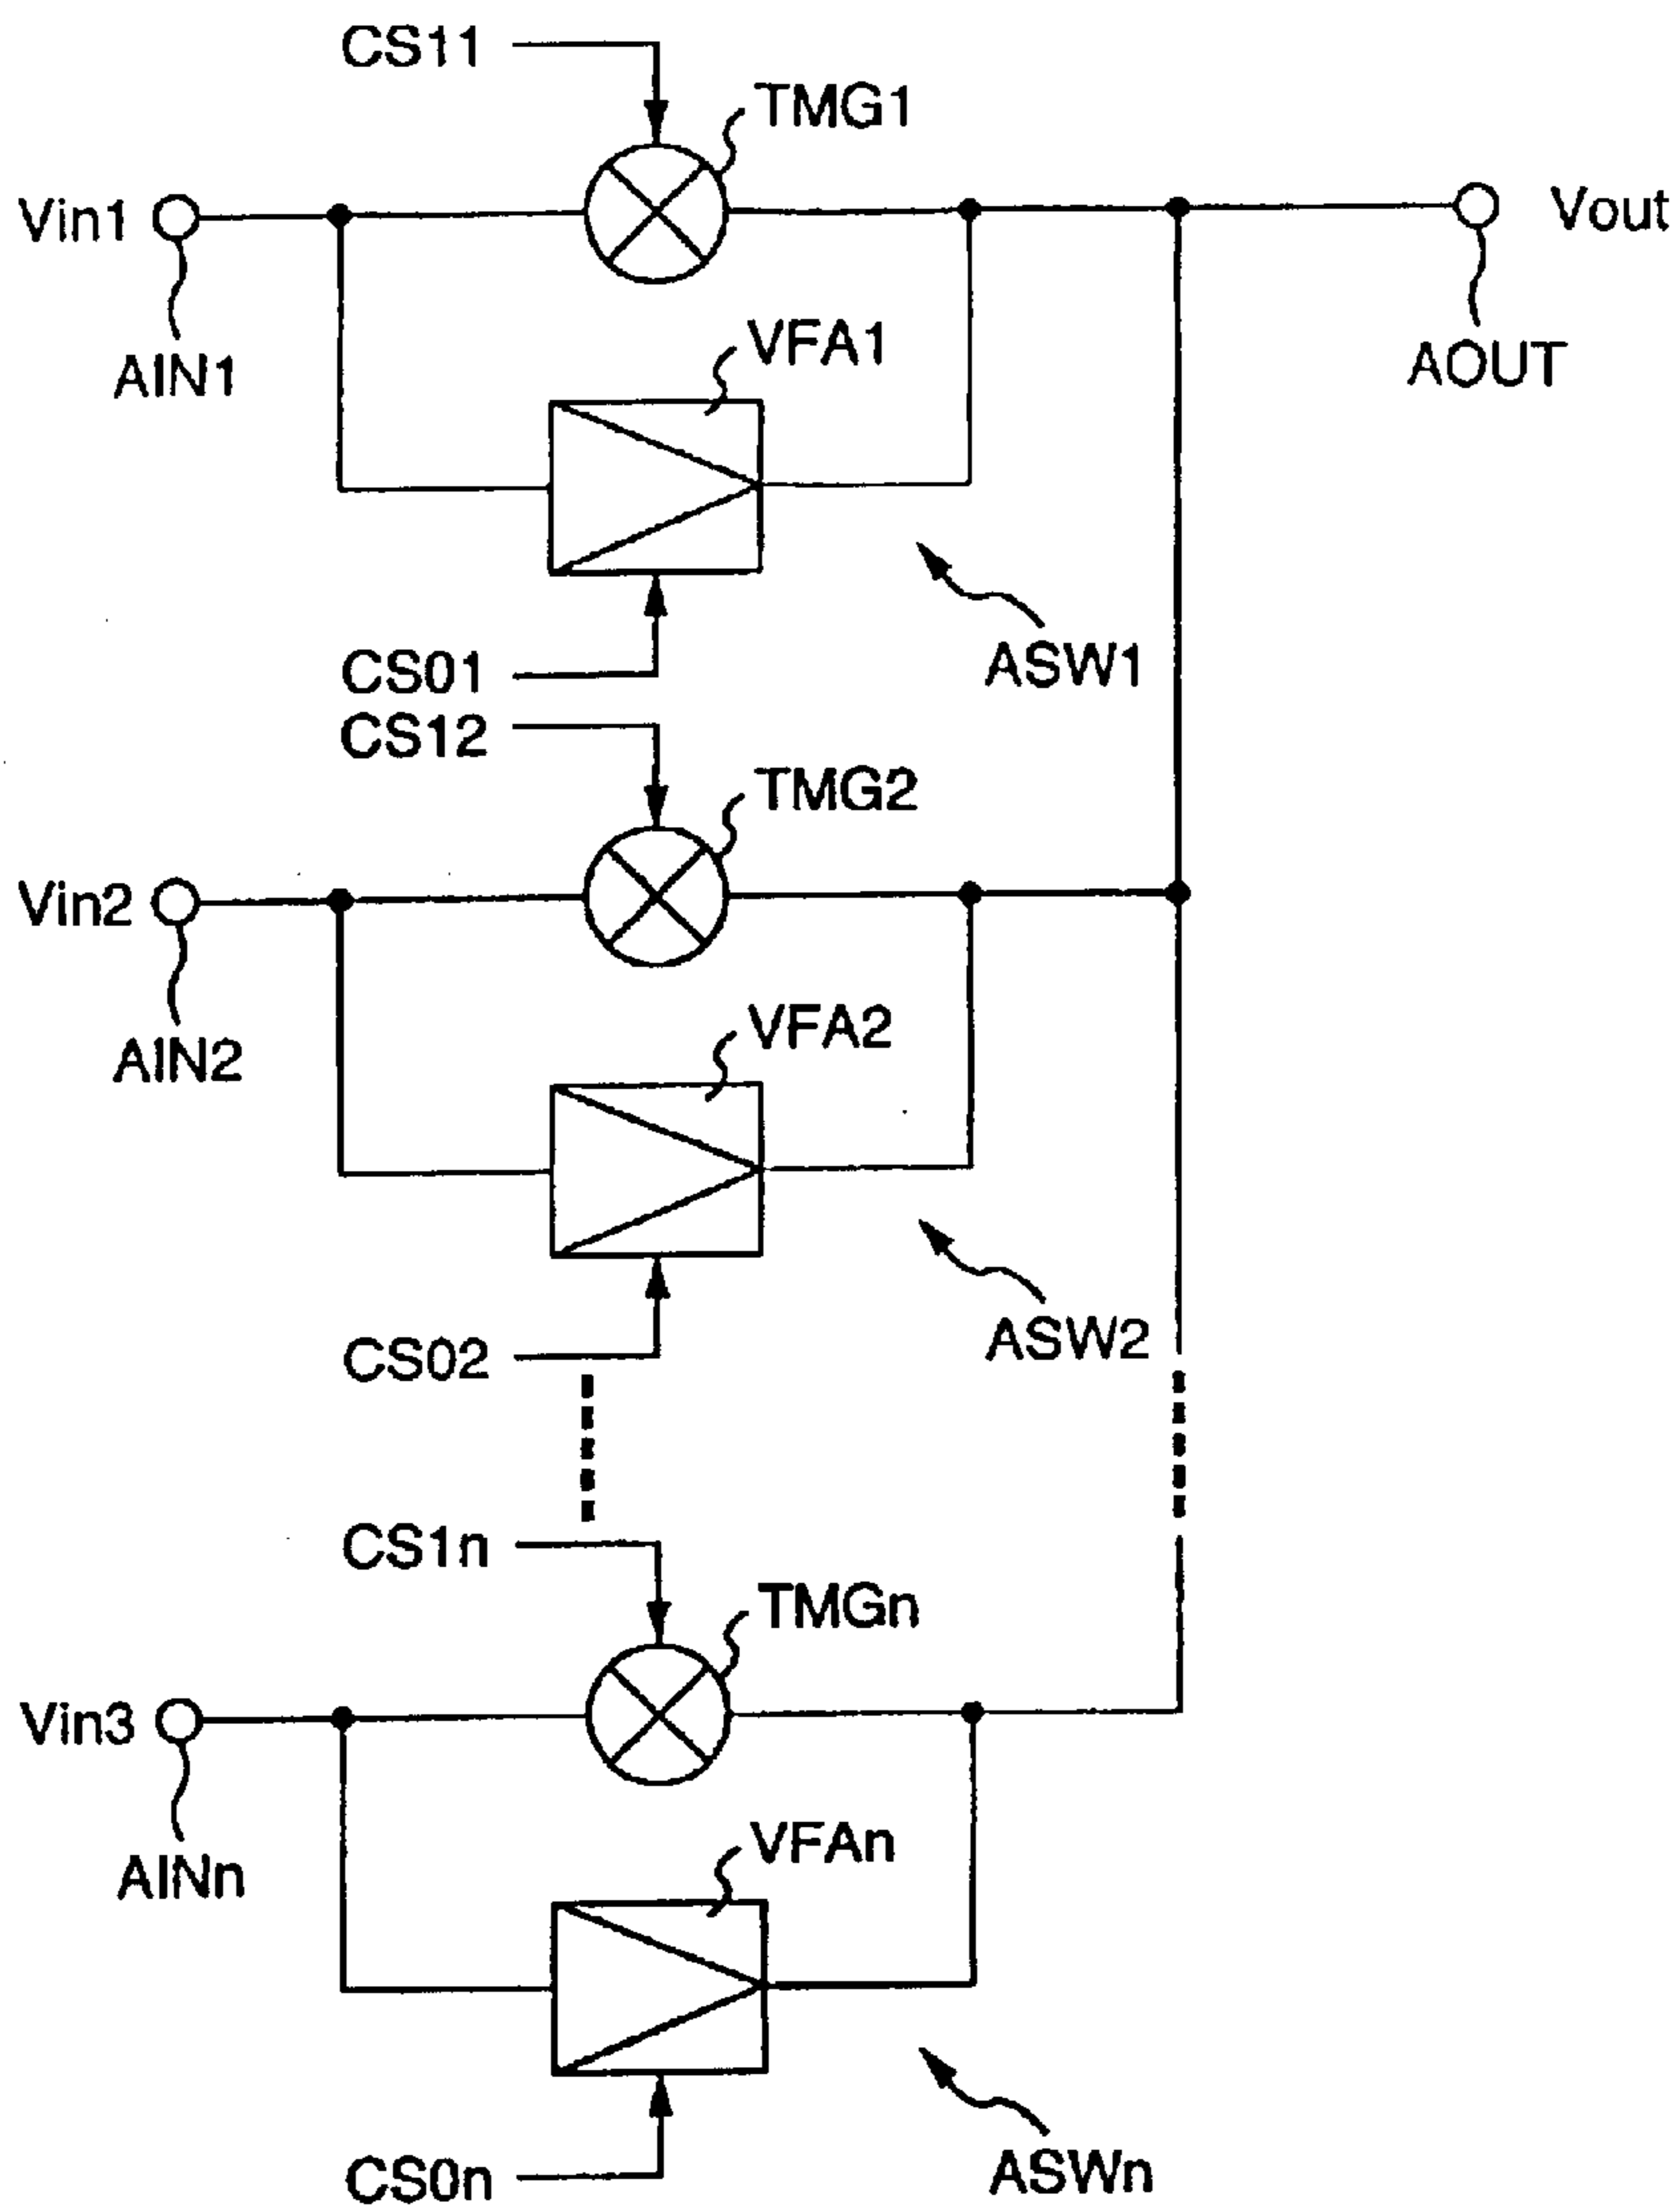 CS11
TMG1
Vin1
Vout
AIN1
VFA1
AOUT
CS01
ASW1
CS12
TMG2
Vin2
AIN2
VFA2
CS02
ASW2
CS1n
TMGn
Vin3
AINn
VFAn
CS0n
ASWn